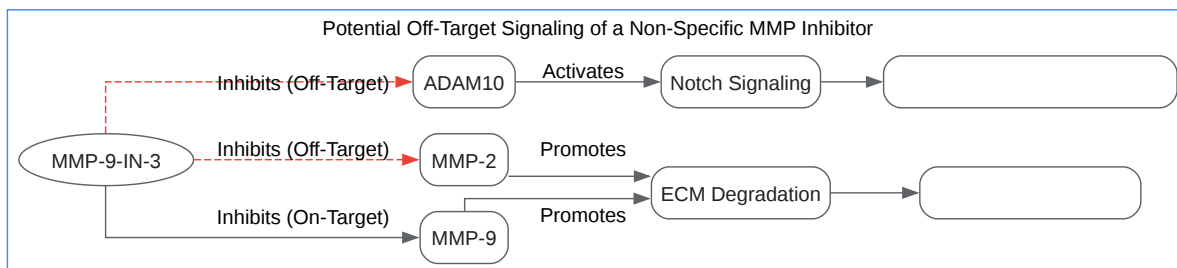 Potential Off-Target Signaling of a Non-Specific MMP Inhibitor
Inhibits (Off-Target)
ADAM10
Activates
Notch Signaling
MMP-9-IN-3
Inhibits (Off-Target)
MMP-2
Promotes
ECM Degradation
Inhibits (On-Target)
MMP-9
Promotes